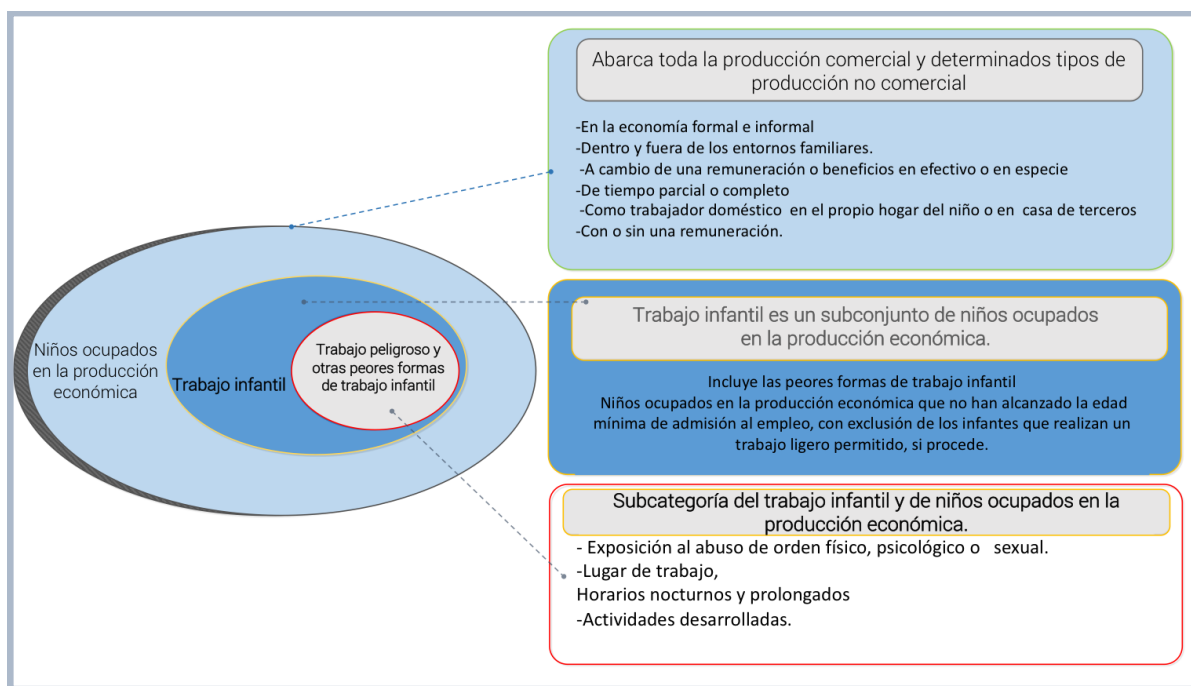 Abarca toda la producción comercial y determinados tipos de
producción no comercial
-En la economía formal e informal
-Dentro y fuera de los entornos familiares.
-A cambio de una remuneración o beneficios en efectivo o en especie
-De tiempo parcial o completo
-Como trabajador doméstico en el propio hogar del niño o en casa de terceros
-Con o sin una remuneración.
Niños ocupados
en la producción
económica
Trabajo infantil
Trabajo peligroso y
otras peores formas
de trabajo infantil
Trabajo infantil es un subconjunto de niños ocupados
en la producción económica.
Incluye las peores formas de trabajo infantil
Niños ocupados en la producción económica que no han alcanzado la edad
mínima de admisión al empleo, con exclusión de los infantes que realizan un
trabajo ligero permitido, si procede.
Subcategoría del trabajo infantil y de niños ocupados en la
producción económica.
- Exposición al abuso de orden físico, psicológico o sexual.
-Lugar de trabajo,
Horarios nocturnos y prolongados
-Actividades desarrolladas.